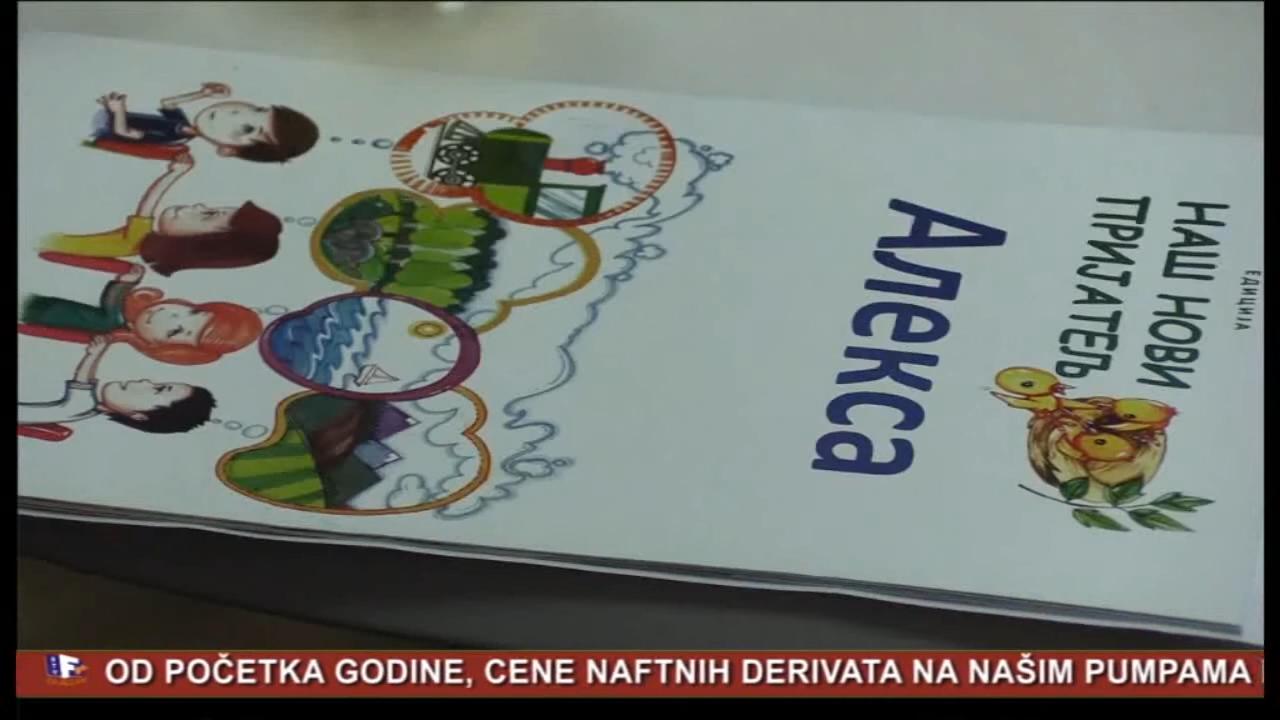 ЕДИЦИЈА
НАШ НОВИ
ПРИЈАТЕЉ
Алекса
OD POČETKA GODINE, CENE NAFTNIH DERIVATA NA NAŠIM PUMPAMA